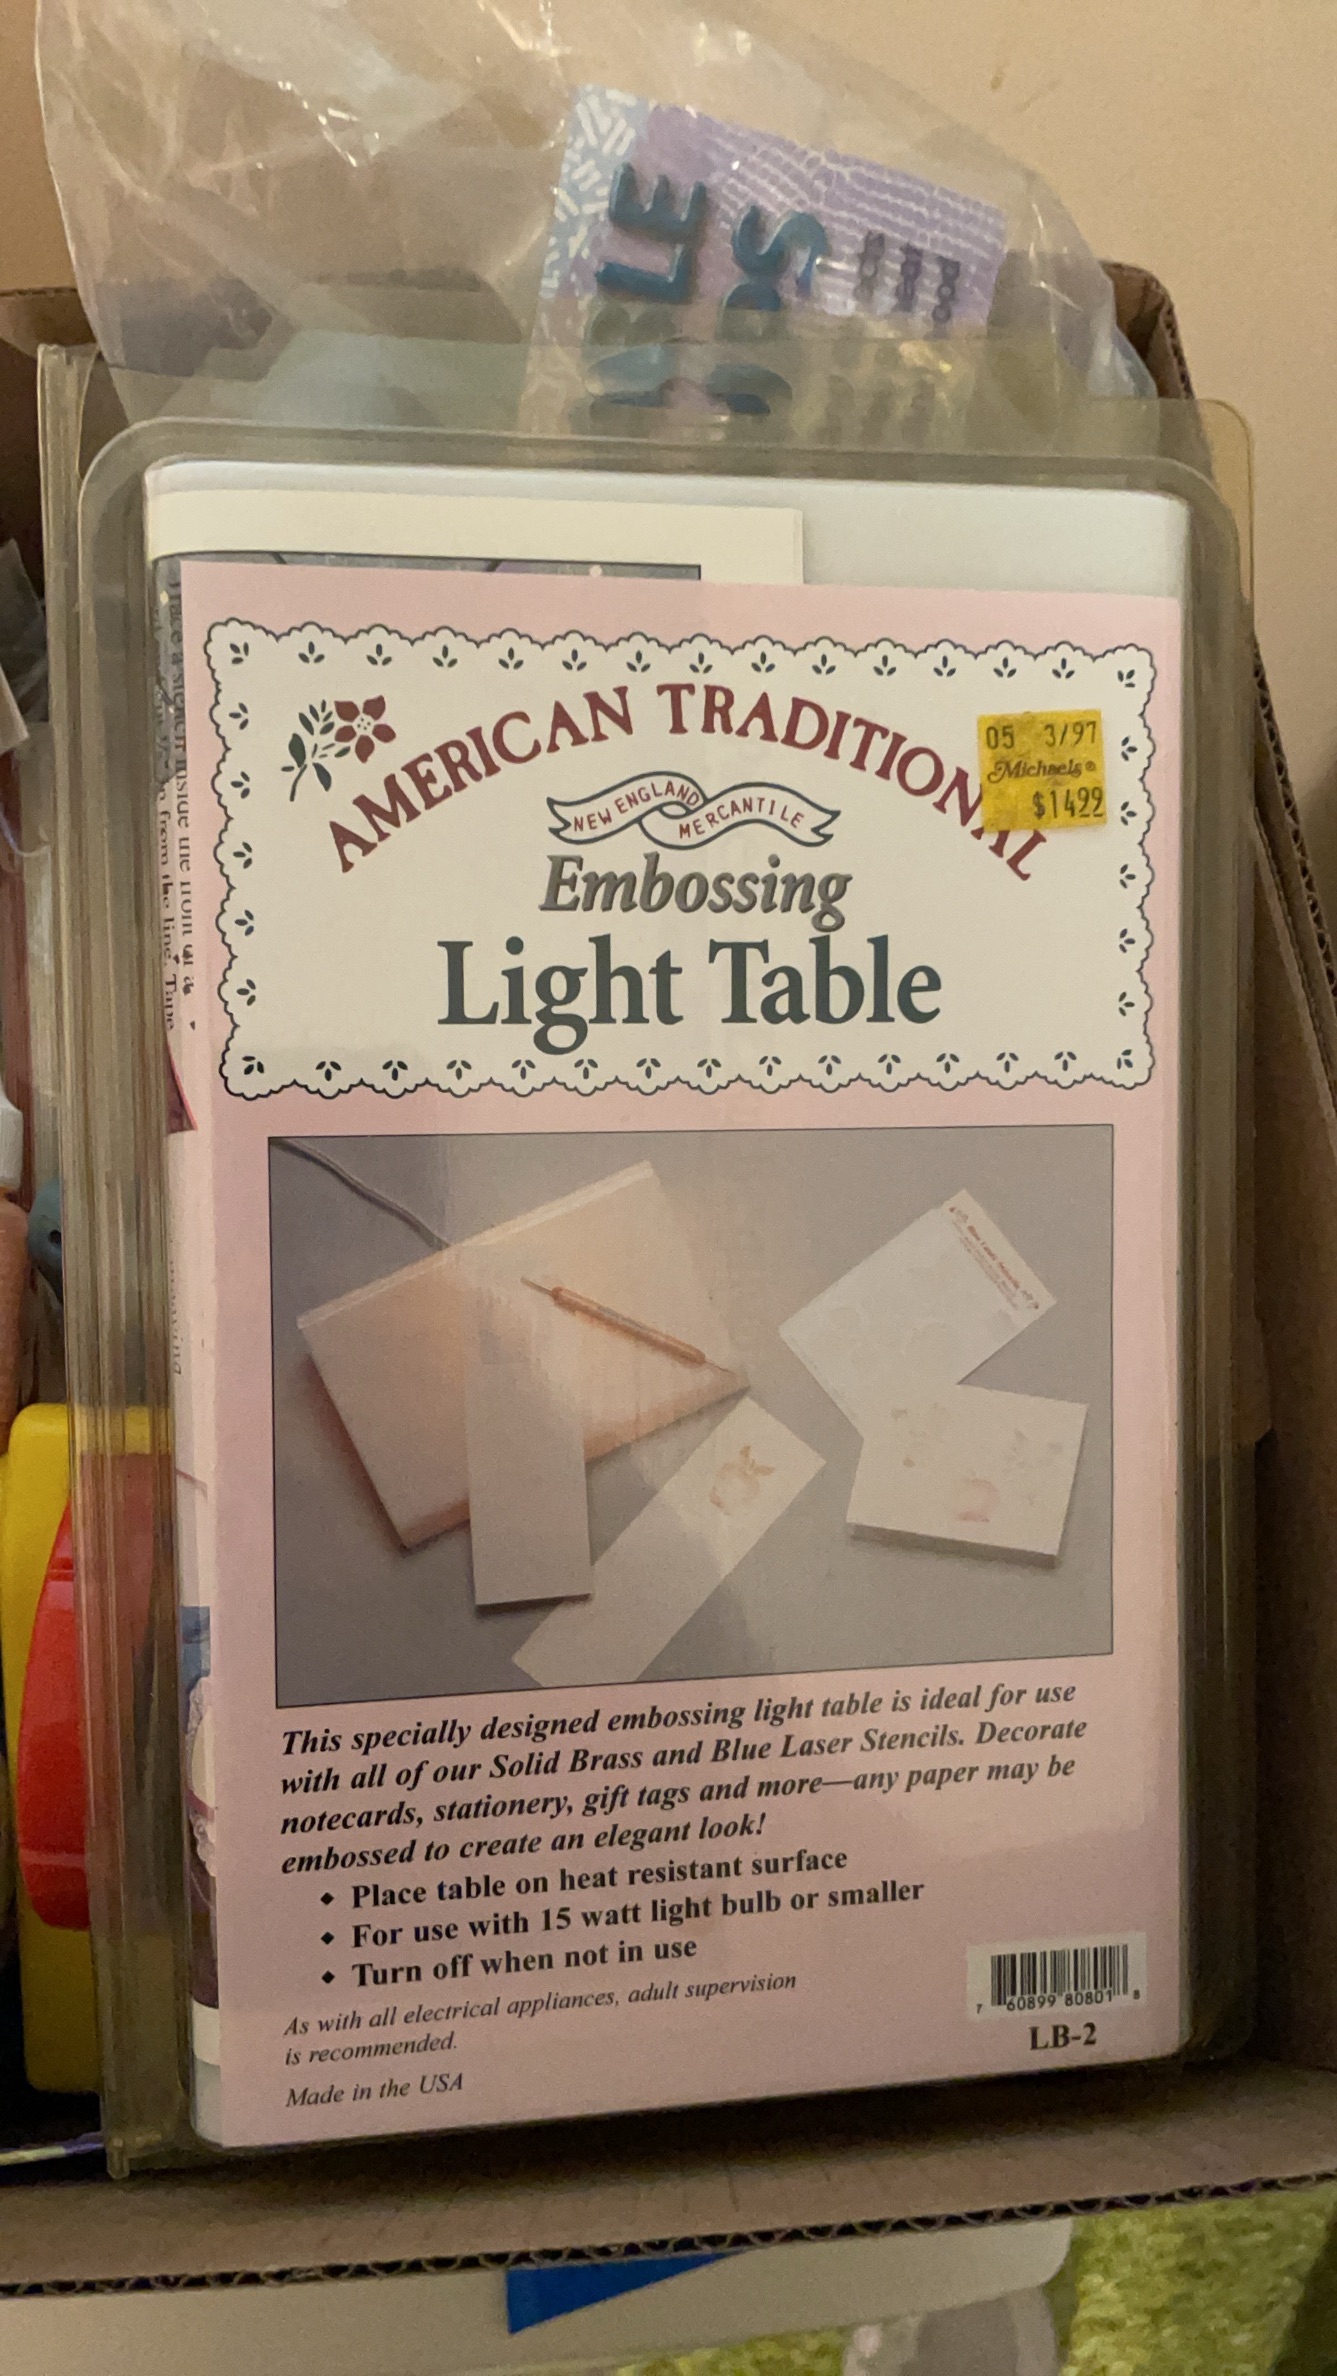 AMERICAN TRADITIONAL
05 3/97
Michaels®
$1499
NEW ENGLAND MERCANTILE
Embossing
Light Table
This specially designed embossing light table is ideal for use
with all of our Solid Brass and Blue Laser Stencils. Decorate
notecards, stationery, gift tags and more—any paper may be
embossed to create an elegant look!
◆ Place table on heat resistant surface
◆ For use with 15 watt light bulb or smaller
◆ Turn off when not in use
As with all electrical appliances, adult supervision
is recommended.
Made in the USA
7 60899 80801 8
LB-2
from the line. Tape